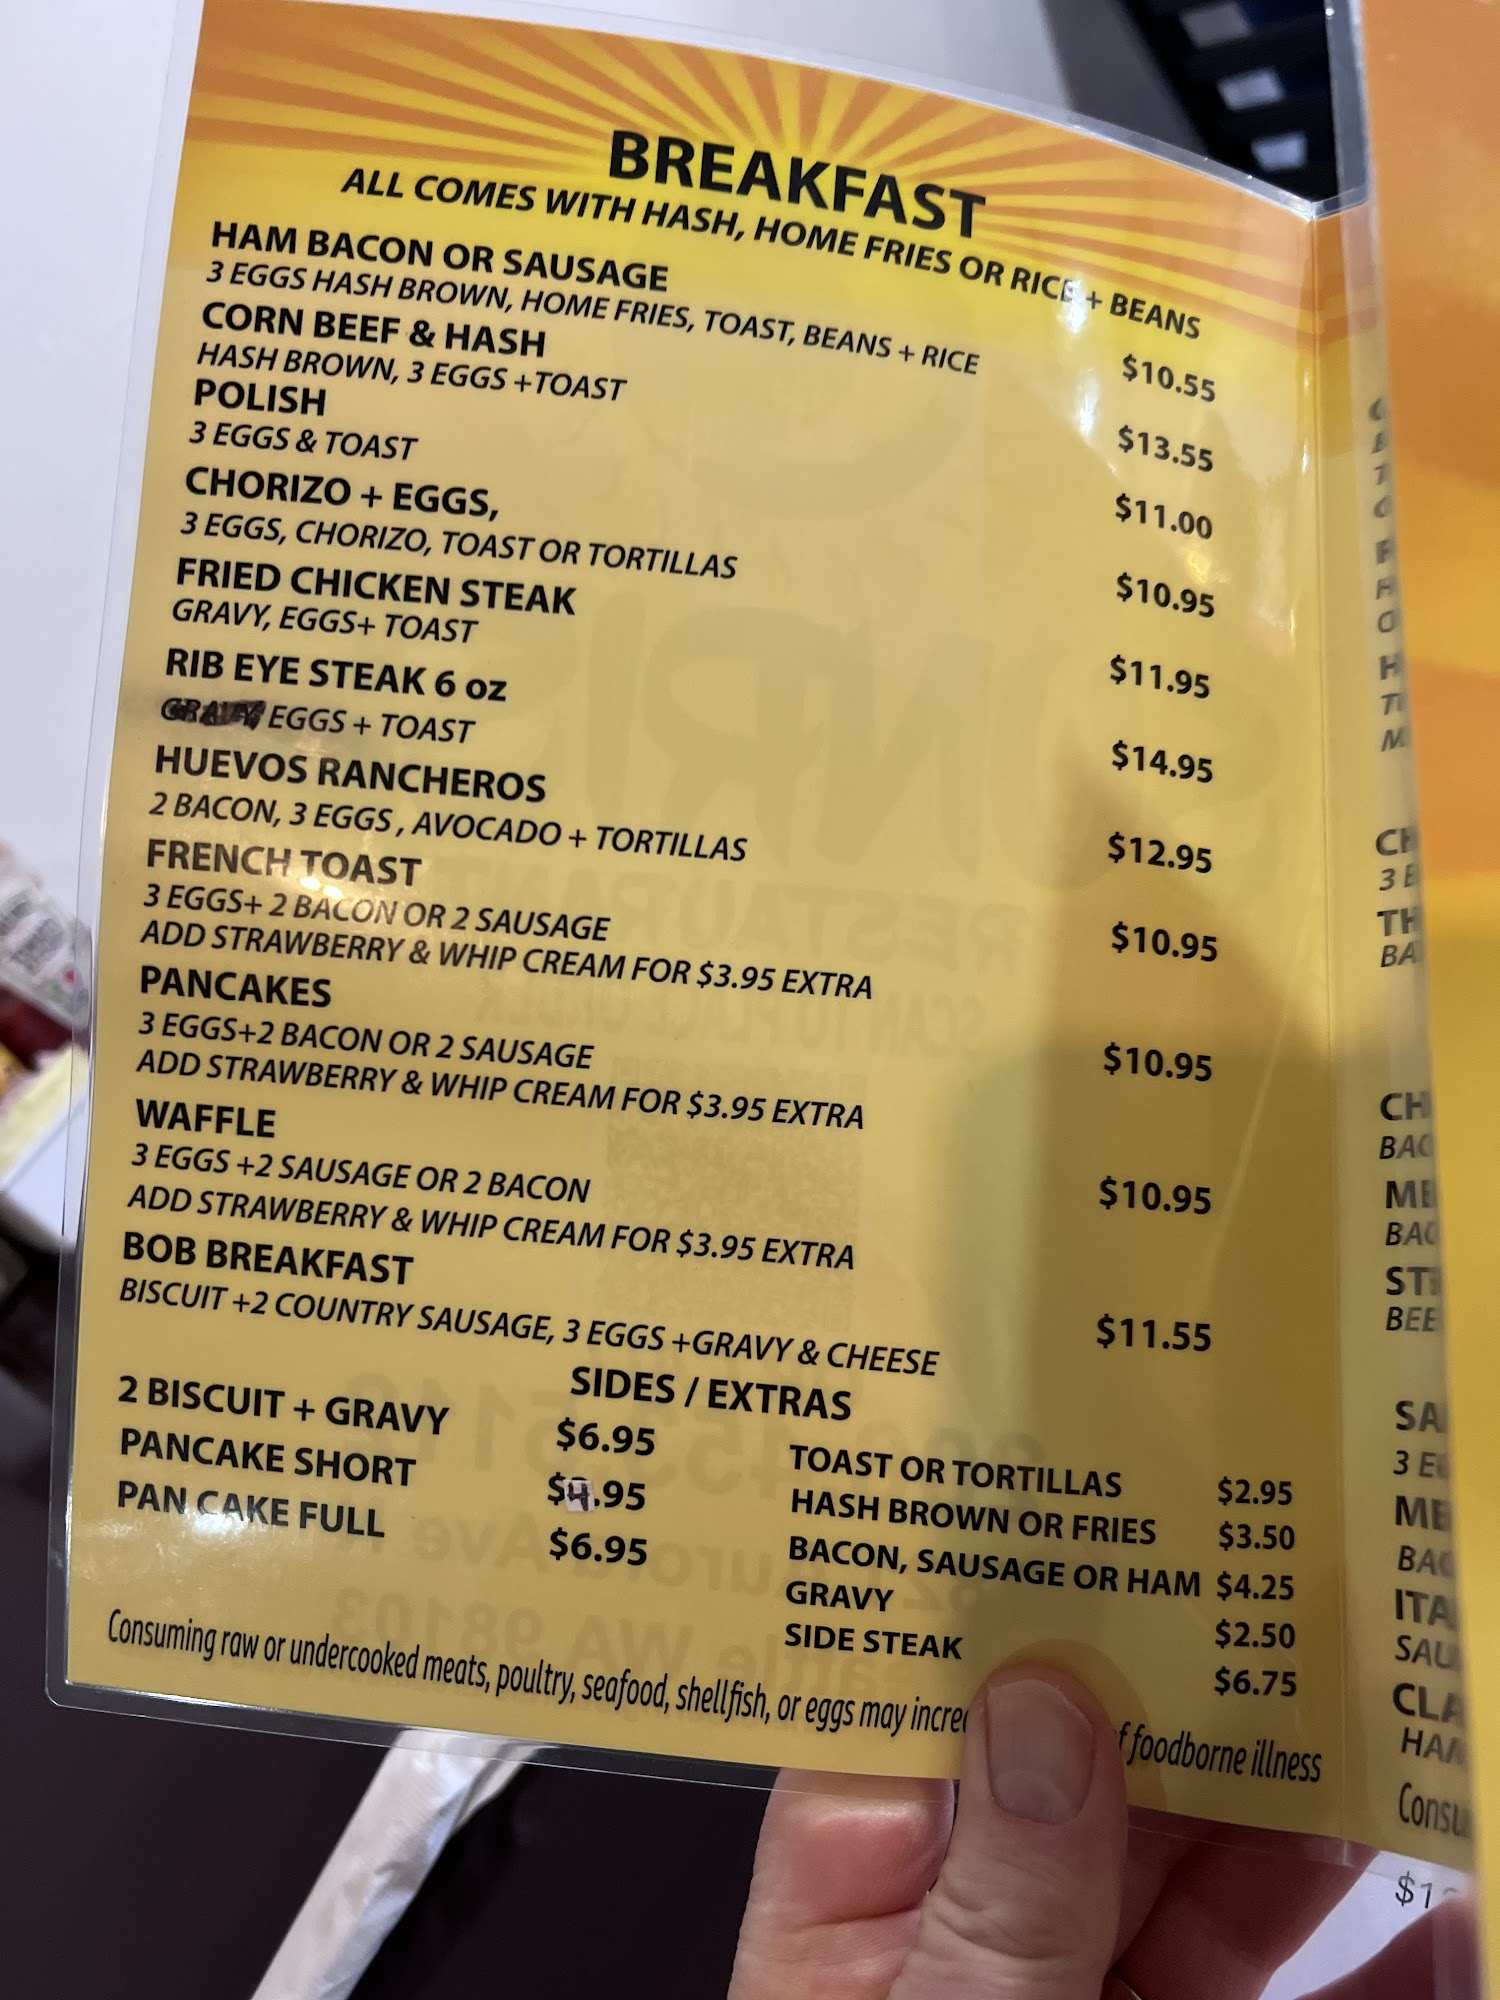 BREAKFAST
ALL COMES WITH HASH, HOME FRIES OR RICE + BEANS
HAM BACON OR SAUSAGE
3 EGGS HASH BROWN, HOME FRIES, TOAST, BEANS + RICE $10.55
CORN BEEF & HASH
HASH BROWN, 3 EGGS +TOAST $13.55
POLISH
3 EGGS & TOAST $11.00
CHORIZO + EGGS,
3 EGGS, CHORIZO, TOAST OR TORTILLAS $10.95
FRIED CHICKEN STEAK
GRAVY, EGGS+ TOAST $11.95
RIB EYE STEAK 6 oz
GRAVY, EGGS + TOAST $14.95
HUEVOS RANCHEROS
2 BACON, 3 EGGS , AVOCADO + TORTILLAS $12.95
FRENCH TOAST
3 EGGS+ 2 BACON OR 2 SAUSAGE $10.95
ADD STRAWBERRY & WHIP CREAM FOR $3.95 EXTRA
PANCAKES
3 EGGS+2 BACON OR 2 SAUSAGE $10.95
ADD STRAWBERRY & WHIP CREAM FOR $3.95 EXTRA
WAFFLE
3 EGGS +2 SAUSAGE OR 2 BACON $10.95
ADD STRAWBERRY & WHIP CREAM FOR $3.95 EXTRA
BOB BREAKFAST
BISCUIT +2 COUNTRY SAUSAGE, 3 EGGS +GRAVY & CHEESE $11.55
SIDES / EXTRAS
2 BISCUIT + GRAVY $6.95
PANCAKE SHORT $4.95
PAN CAKE FULL $6.95
TOAST OR TORTILLAS $2.95
HASH BROWN OR FRIES $3.50
BACON, SAUSAGE OR HAM $4.25
GRAVY $2.50
SIDE STEAK $6.75
Consuming raw or undercooked meats, poultry, seafood, shellfish, or eggs may foodborne illness